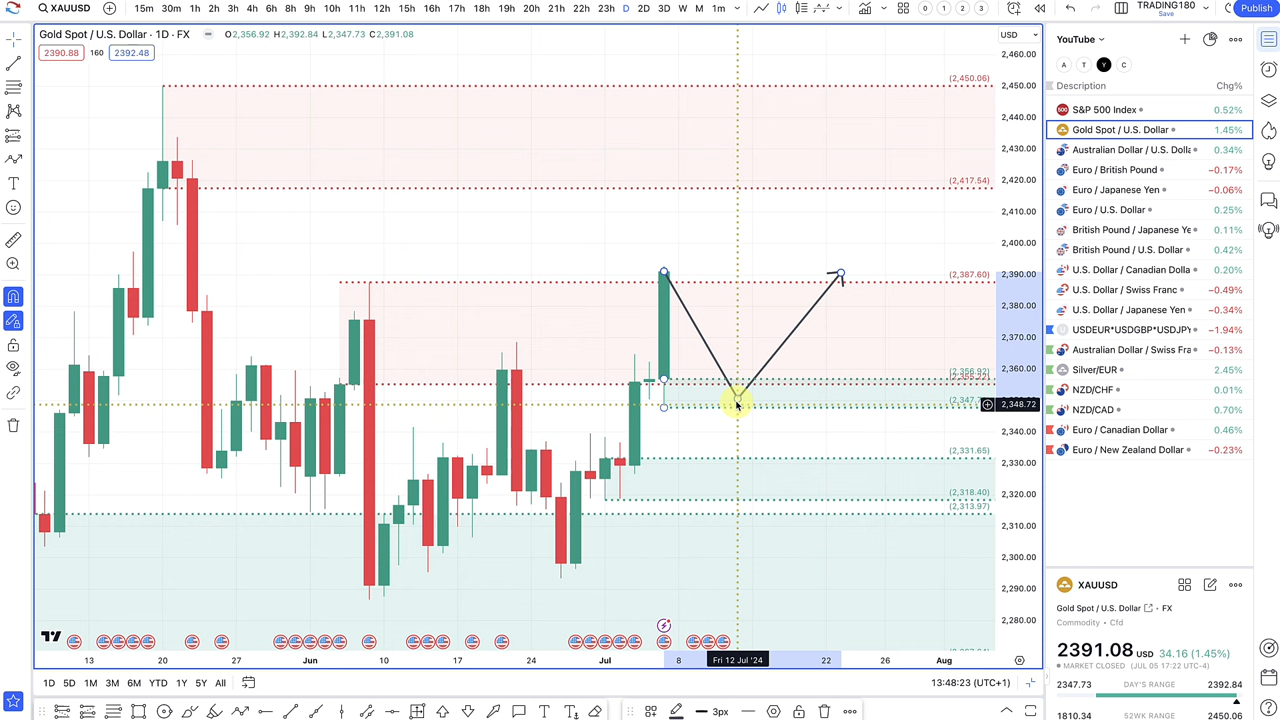 XAUUSD 15m 30m 1h 2h 3h 4h 5h 6h 7h 8h 10h 12h 15h 16h 17h 19h 20h 21h 22h 23h D 2D 3D W M 1m 0 1 2 3 TRADING180 Save Publish
Gold Spot / U.S. Dollar · 1D · FX O2,356.92 H2,392.84 L2,347.73 C2,391.08 USD
2390.88 160 2392.48
2,460.00
(2,450.06)
2,450.00
2,440.00
2,430.00
(2,417.54)
2,420.00
2,410.00
2,400.00
2,390.00
(2,387.60)
2,380.00
2,370.00
(2,356.92)
2,360.00
2,348.72
2,340.00
(2,331.65)
2,330.00
(2,318.40)
2,320.00
(2,313.97)
2,310.00
2,300.00
2,290.00
2,280.00
13 20 27 Jun 10 17 24 Jul 8 Fri 12 Jul '24 22 26 Aug
1D 5D 1M 3M 6M YTD 1Y 5Y All 13:48:23 (UTC+1)
3px
YouTube
A T Y C
Description Chg%
S&P 500 Index 0.52%
Gold Spot / U.S. Dollar 1.45%
Australian Dollar / U.S. Dolla 0.34%
Euro / British Pound −0.17%
Euro / Japanese Yen −0.06%
Euro / U.S. Dollar 0.25%
British Pound / Japanese Ye 0.11%
British Pound / U.S. Dollar 0.42%
U.S. Dollar / Canadian Dolla 0.20%
U.S. Dollar / Swiss Franc −0.49%
U.S. Dollar / Japanese Yen −0.34%
USDEUR*USDGBP*USDJPY −1.94%
Australian Dollar / Swiss Fra −0.13%
Silver/EUR 2.45%
NZD/CHF 0.01%
NZD/CAD 0.70%
Euro / Canadian Dollar 0.46%
Euro / New Zealand Dollar −0.23%
XAUUSD
Gold Spot / U.S. Dollar · FX
Commodity · Cfd
2391.08 USD 34.16 (1.45%)
MARKET CLOSED (JUL 05 17:22 UTC-4)
2347.73 DAY'S RANGE 2392.84
1810.34 52WK RANGE 2450.06